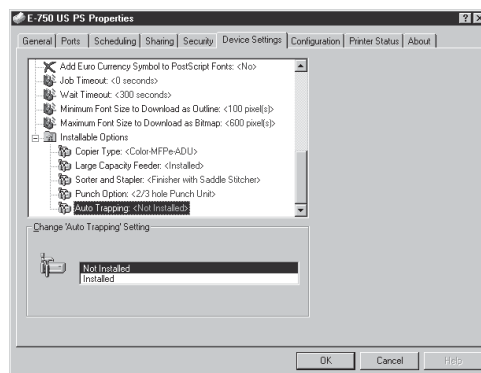 E-750 US PS Properties
General Ports Scheduling Sharing Security Device Settings Configuration Printer Status About
Add Euro Currency Symbol to PostScript Fonts: <No>
Job Timeout: <0 seconds>
Wait Timeout: <300 seconds>
Minimum Font Size to Download as Outline: <100 pixel(s)>
Maximum Font Size to Download as Bitmap: <600 pixel(s)>
Installable Options
Copier Type: <Color-MFPe-ADU>
Large Capacity Feeder: <Installed>
Sorter and Stapler: <Finisher with Saddle Stitcher>
Punch Option: <2/3 hole Punch Unit>
Auto Trapping: <Not Installed>
Change 'Auto Trapping' Setting
Not Installed
Installed
OK Cancel Help